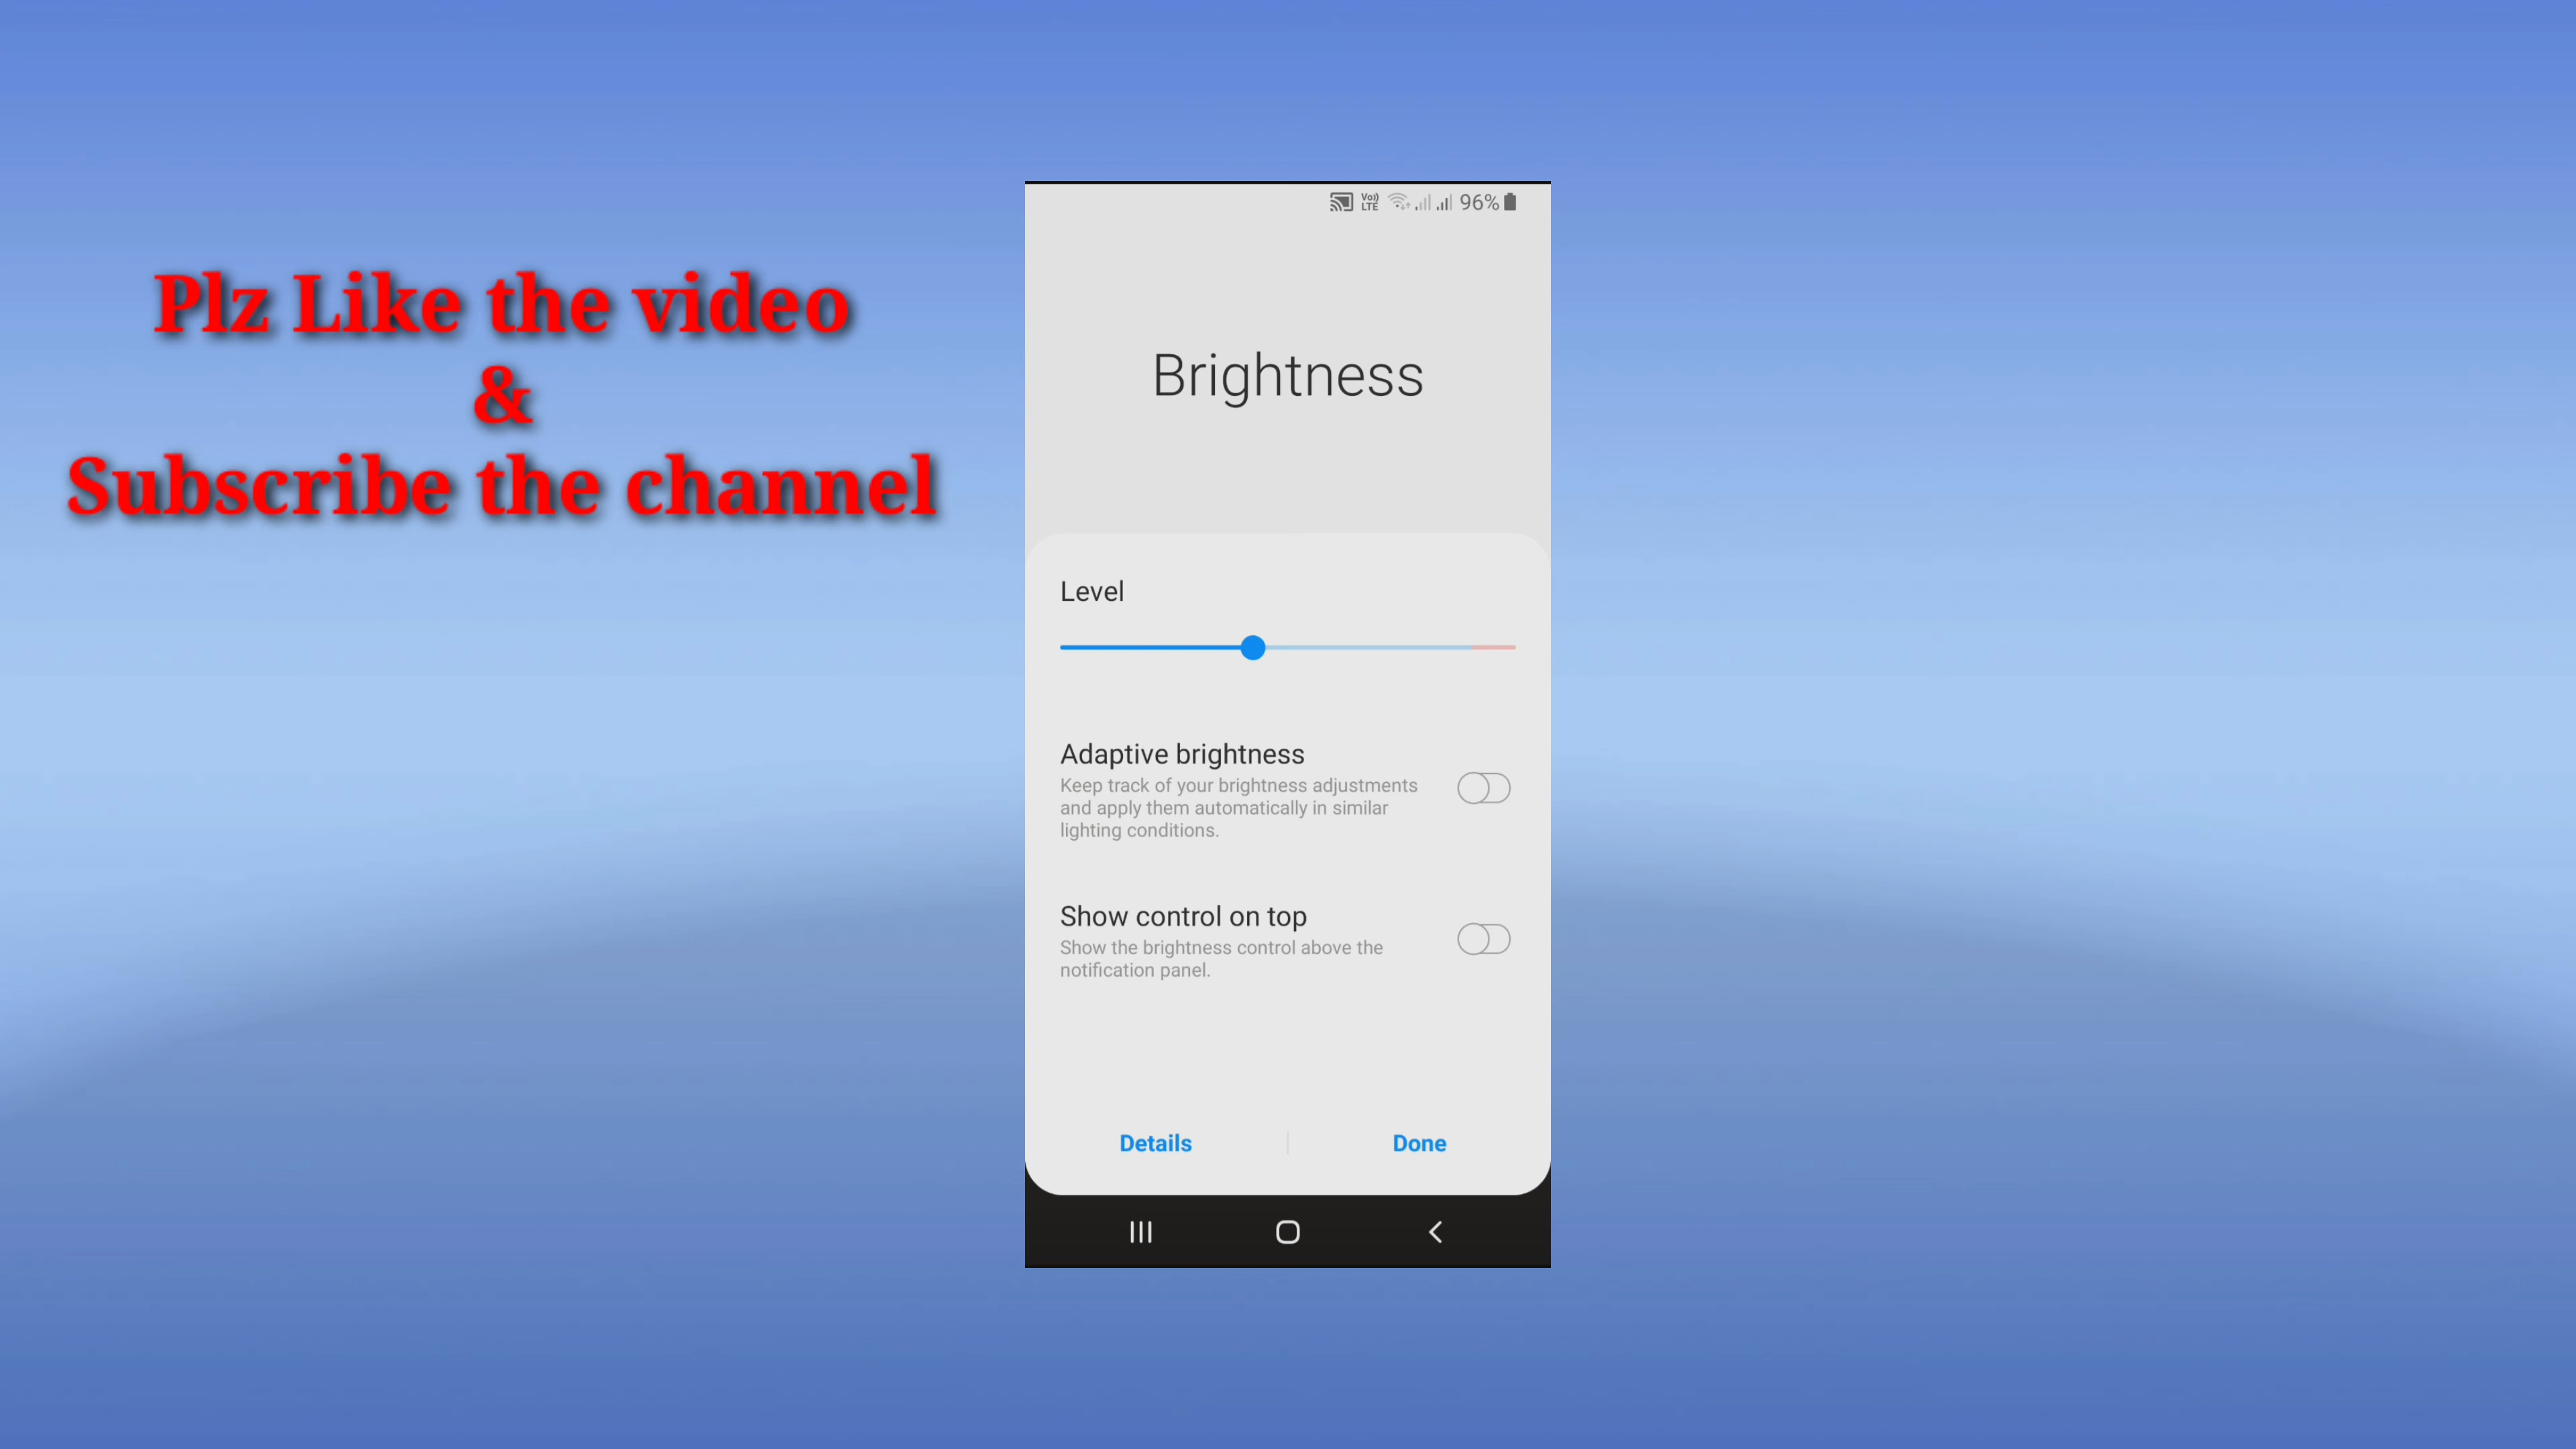 Plz Like the video
&
Subscribe the channel
Vo)) LTE 96%
Brightness
Level
Adaptive brightness
Keep track of your brightness adjustments
and apply them automatically in similar
lighting conditions.
Show control on top
Show the brightness control above the
notification panel.
Details
Done